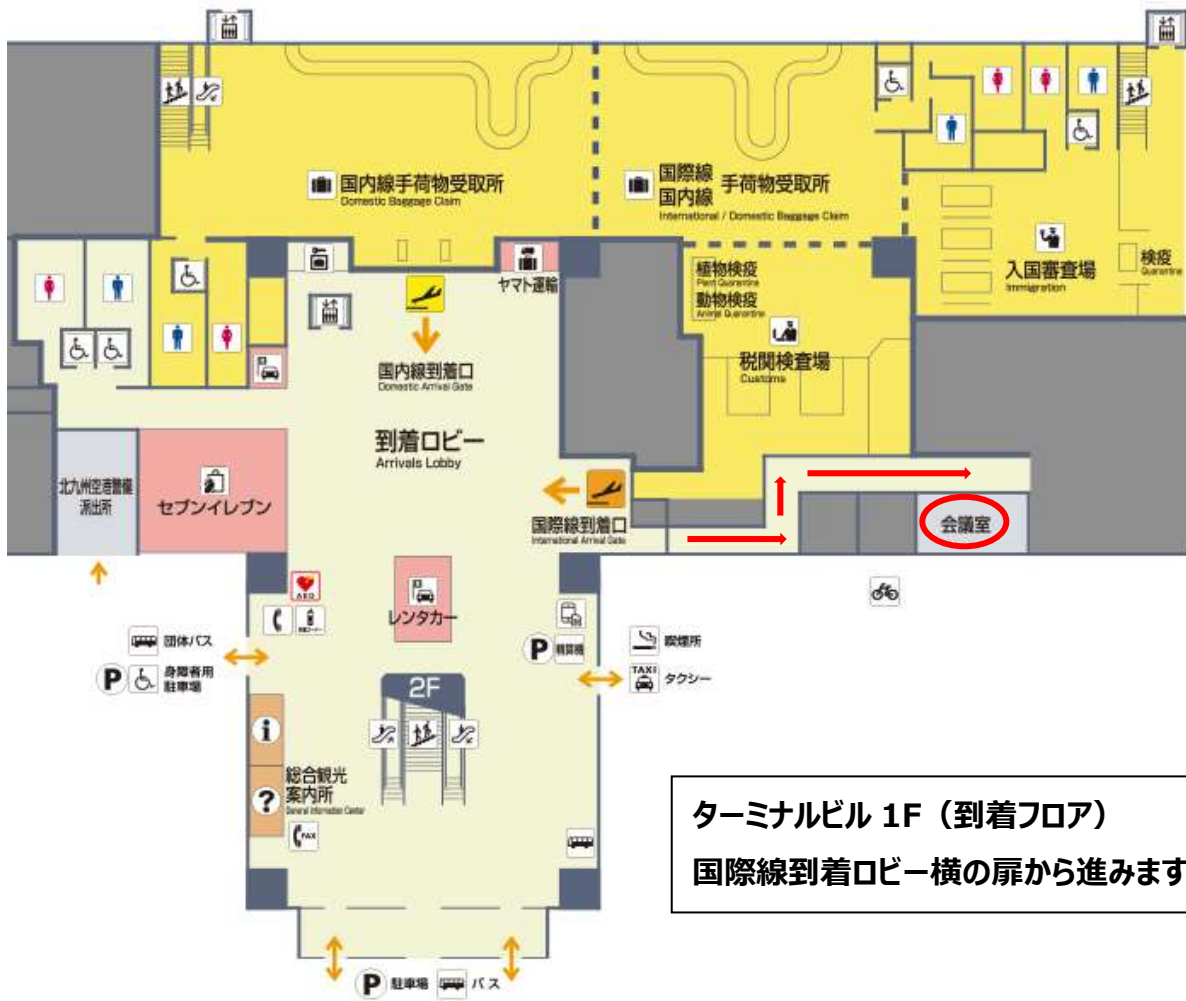 国内線手荷物受取所
Domestic Baggage Claim
国際線
国内線
手荷物受取所
International / Domestic Baggage Claim
植物検疫
Plant Quarantine
動物検疫
Animal Quarantine
入国審査場
Immigration
検疫
Quarantine
ヤマト運輸
税関検査場
Customs
国内線到着口
Domestic Arrival Gate
到着ロビー
Arrivals Lobby
北九州空港警備
派出所
セブンイレブン
国際線到着口
International Arrival Gate
会議室
AED
レンタカー
P
精算機
喫煙所
TAXI
タクシー
団体バス
P
身障者用
駐車場
2F
i
?
総合観光
案内所
General Information Center
FAX
ターミナルビル 1F（到着フロア）
国際線到着ロビー横の扉から進みます
P 駐車場
バス